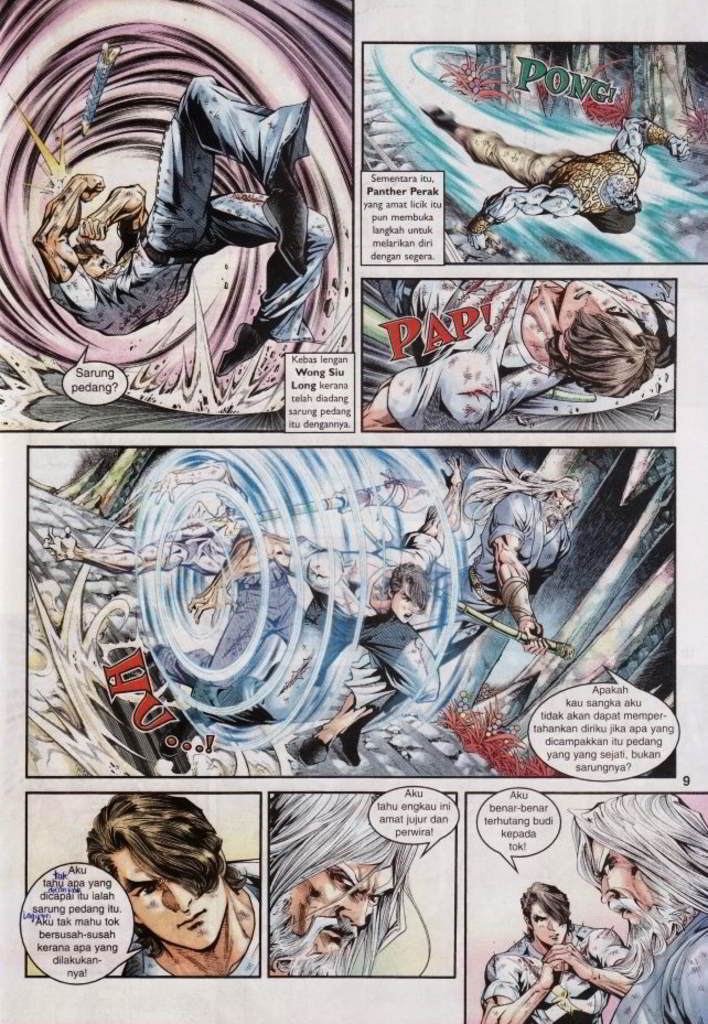 Sarung
pedang?
Kebas lengan
Wong Siu
Long kerana
telah diadang
sarung pedang
itu dengannya.
PONG!
Sementara itu,
Panther Perak
yang amat licik itu
pun membuka
langkah untuk
melarikan diri
dengan segera.
PAP!
HU...!
Apakah
kau sangka aku
tidak akan dapat memper-
tahankan diriku jika apa yang
dicampakkan itu pedang
yang yang sejati, bukan
sarungnya?
9
Aku tak
tahu apa yang
dicapai itu ialah
sarung pedang itu.
Aku tak mahu tok
bersusah-susah
kerana apa yang
dilakukan-
nya!
Aku
tahu engkau ini
amat jujur dan
perwira!
Aku
benar-benar
terhutang budi
kepada
tok!